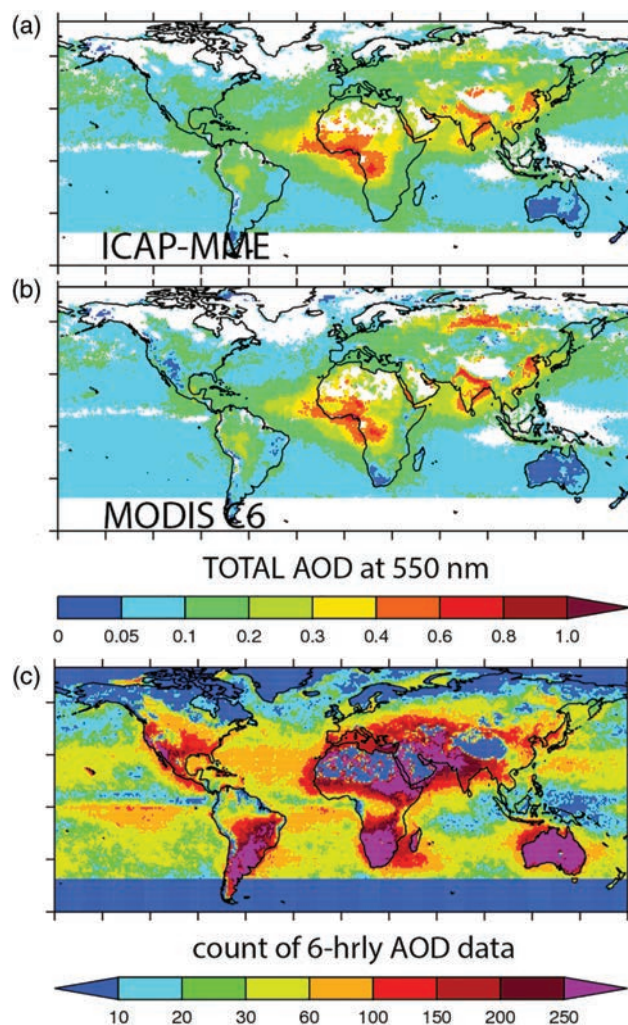 (a)
ICAP-MME
(b)
MODIS C6
TOTAL AOD at 550 nm
0 0.05 0.1 0.2 0.3 0.4 0.6 0.8 1.0
(c)
count of 6-hrly AOD data
10 20 30 60 100 150 200 250